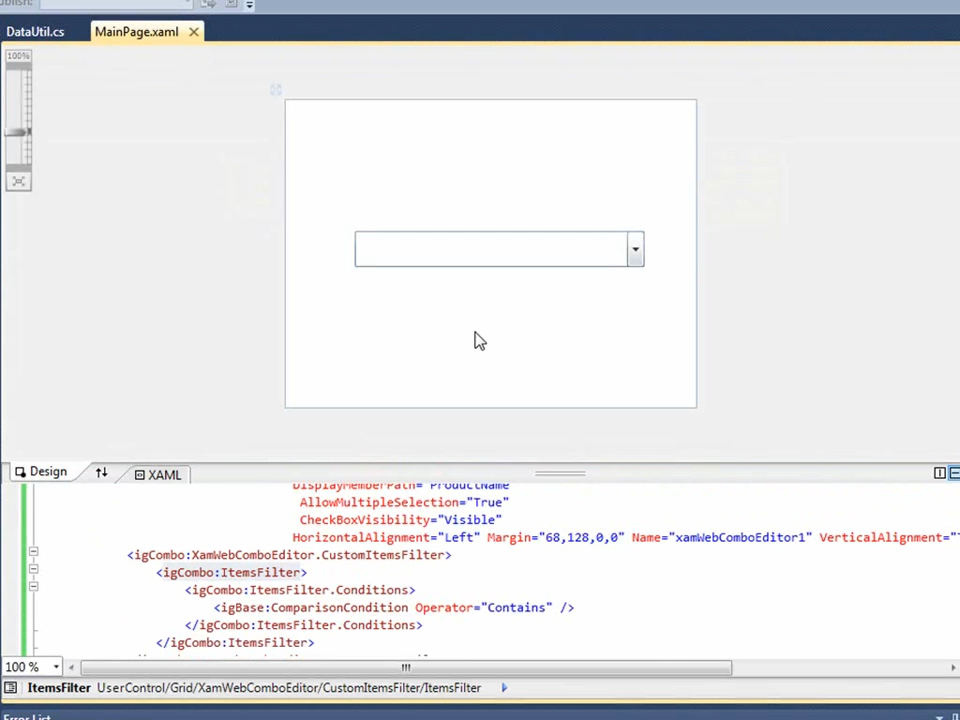 DataUtil.cs MainPage.xaml
100%
Design XAML
DisplayMemberPath="ProductName"
AllowMultipleSelection="True"
CheckBoxVisibility="Visible"
HorizontalAlignment="Left" Margin="68,128,0,0" Name="xamWebComboEditor1" VerticalAlignment="
<igCombo:XamWebComboEditor.CustomItemsFilter>
<igCombo:ItemsFilter>
<igCombo:ItemsFilter.Conditions>
<igBase:ComparisonCondition Operator="Contains" />
</igCombo:ItemsFilter.Conditions>
</igCombo:ItemsFilter>
100 %
ItemsFilter UserControl/Grid/XamWebComboEditor/CustomItemsFilter/ItemsFilter
Error List